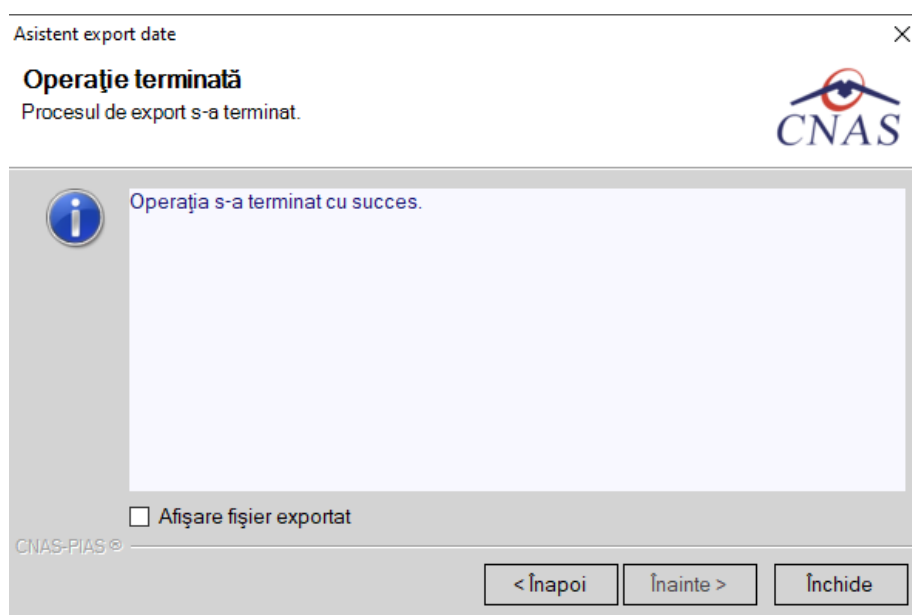 Asistent export date
Operaţie terminată
Procesul de export s-a terminat.
CNAS
Operaţia s-a terminat cu succes.
Afişare fişier exportat
CNAS-PIAS ®
< Înapoi
Înainte >
Închide